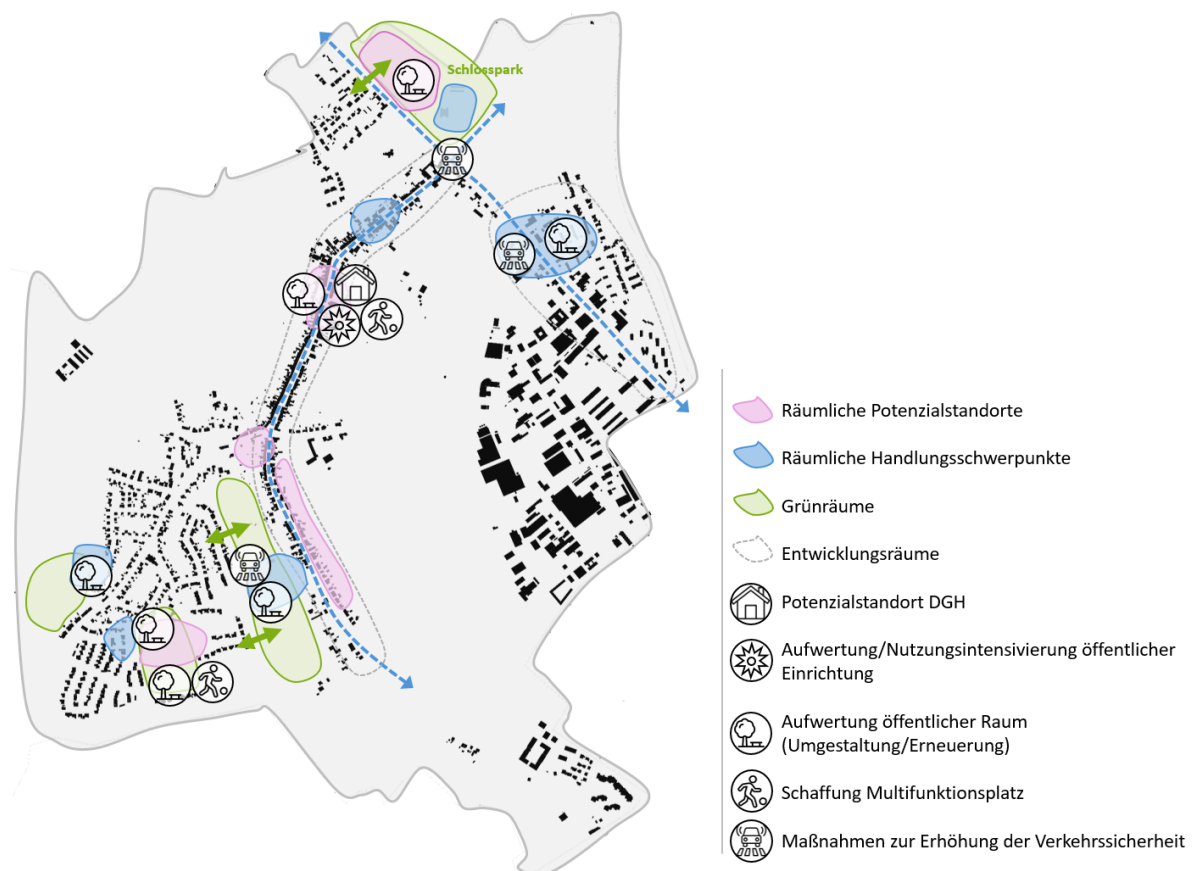 Schlosspark
Räumliche Potenzialstandorte
Räumliche Handlungsschwerpunkte
Grünräume
Entwicklungsräume
Potenzialstandort DGH
Aufwertung/Nutzungsintensivierung öffentlicher
Einrichtung
Aufwertung öffentlicher Raum
(Umgestaltung/Erneuerung)
Schaffung Multifunktionsplatz
Maßnahmen zur Erhöhung der Verkehrssicherheit